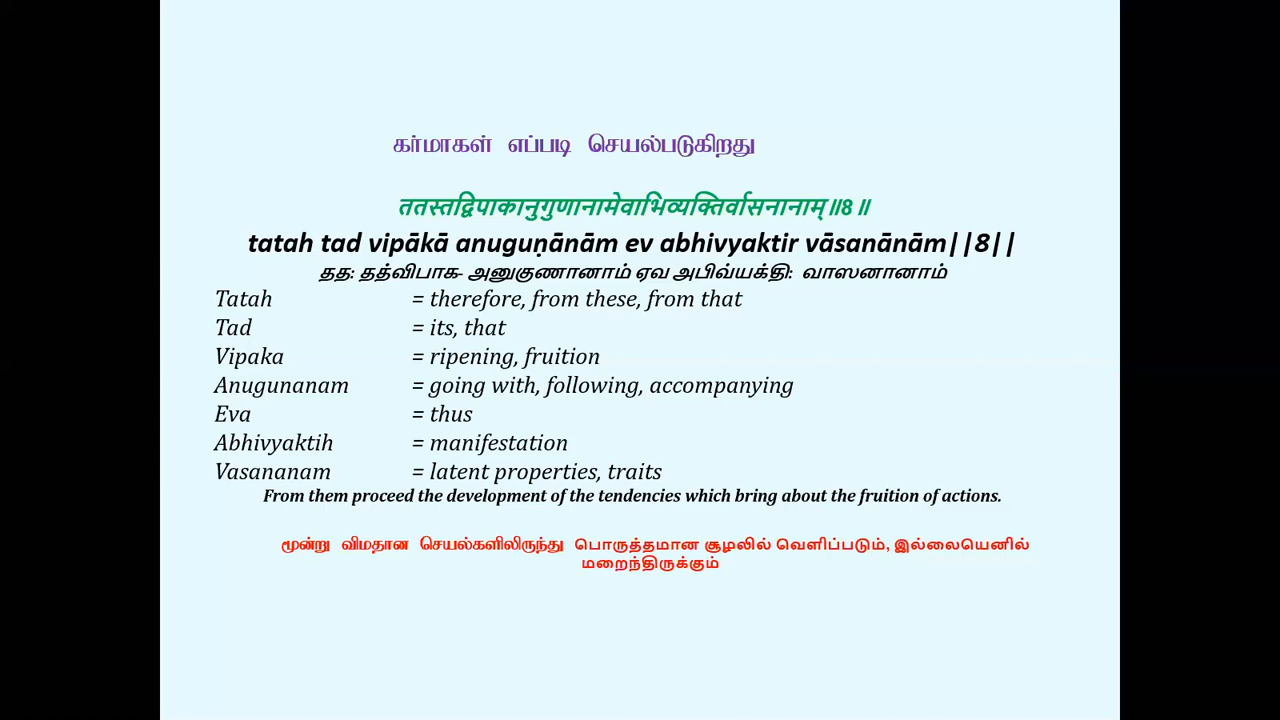 கர்மாகள் எப்படி செயல்படுகிறது
ततस्तद्विपाकानुगुणानामेवाभिव्यक्तिर्वासनानाम्॥8॥
tatah tad vipākā anuguṇānām ev abhivyaktir vāsanānām||8||
தத: தத்விபாக- அனுகுணானாம் ஏவ அபிவ்யக்தி: வாஸனானாம்
Tatah = therefore, from these, from that
Tad = its, that
Vipaka = ripening, fruition
Anugunanam = going with, following, accompanying
Eva = thus
Abhivyaktih = manifestation
Vasananam = latent properties, traits
From them proceed the development of the tendencies which bring about the fruition of actions.
மூன்று விமதான செயல்களிலிருந்து பொருத்தமான சூழலில் வெளிப்படும், இல்லையெனில்
மறைந்திருக்கும்